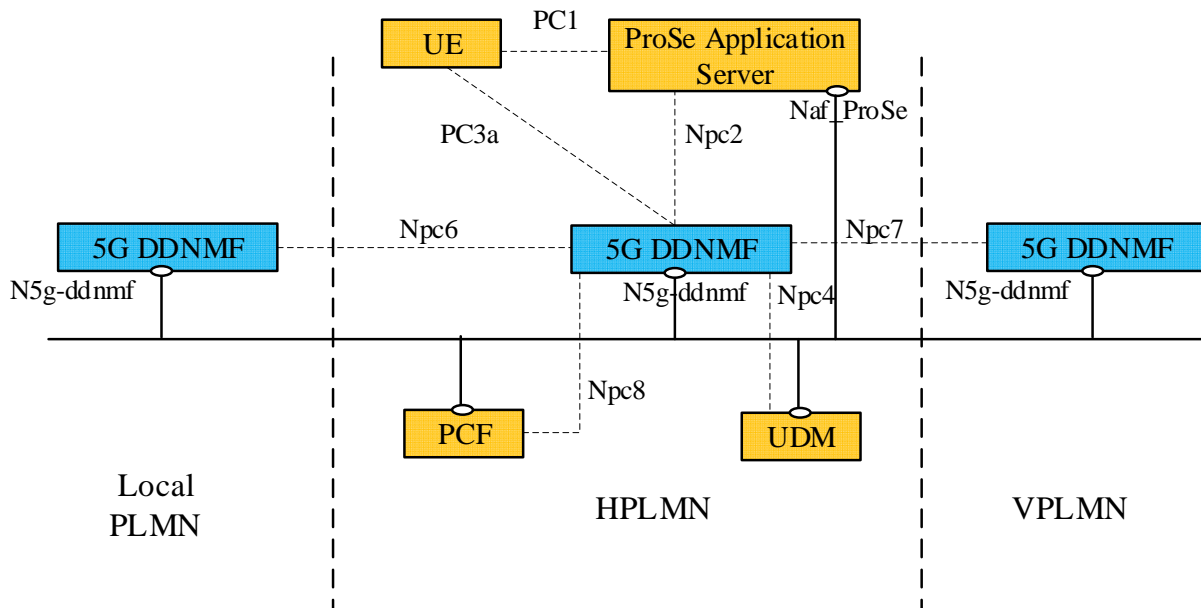 PC1
UE
ProSe Application
Server
Naf_ProSe
PC3a
Npc2
Npc6
Npc7
5G DDNMF
5G DDNMF
5G DDNMF
N5g-ddnmf
N5g-ddnmf
Npc4
N5g-ddnmf
Npc8
PCF
UDM
Local
PLMN
HPLMN
VPLMN